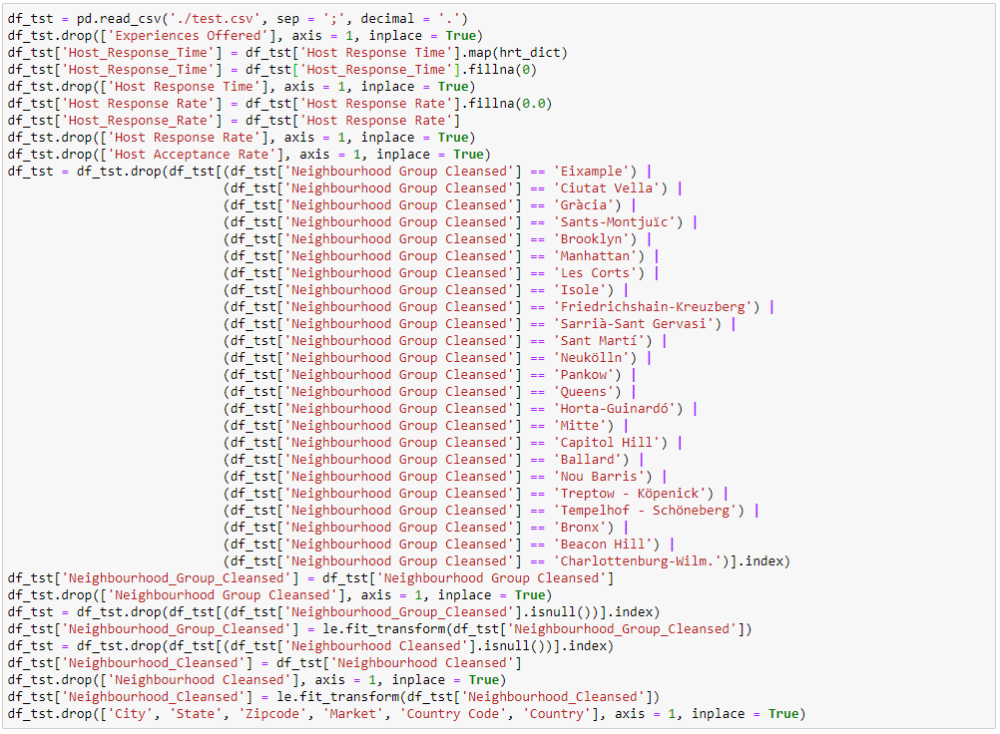 df_tst = pd.read_csv('./test.csv', sep = ';', decimal = '.')
df_tst.drop(['Experiences Offered'], axis = 1, inplace = True)
df_tst['Host_Response_Time'] = df_tst['Host Response Time'].map(hrt_dict)
df_tst['Host_Response_Time'] = df_tst['Host_Response_Time'].fillna(0)
df_tst.drop(['Host Response Time'], axis = 1, inplace = True)
df_tst['Host Response Rate'] = df_tst['Host Response Rate'].fillna(0.0)
df_tst['Host_Response_Rate'] = df_tst['Host Response Rate']
df_tst.drop(['Host Response Rate'], axis = 1, inplace = True)
df_tst.drop(['Host Acceptance Rate'], axis = 1, inplace = True)
df_tst = df_tst.drop(df_tst[(df_tst['Neighbourhood Group Cleansed'] == 'Eixample') |
(df_tst['Neighbourhood Group Cleansed'] == 'Ciutat Vella') |
(df_tst['Neighbourhood Group Cleansed'] == 'Gràcia') |
(df_tst['Neighbourhood Group Cleansed'] == 'Sants-Montjuïc') |
(df_tst['Neighbourhood Group Cleansed'] == 'Brooklyn') |
(df_tst['Neighbourhood Group Cleansed'] == 'Manhattan') |
(df_tst['Neighbourhood Group Cleansed'] == 'Les Corts') |
(df_tst['Neighbourhood Group Cleansed'] == 'Isole') |
(df_tst['Neighbourhood Group Cleansed'] == 'Friedrichshain-Kreuzberg') |
(df_tst['Neighbourhood Group Cleansed'] == 'Sarrià-Sant Gervasi') |
(df_tst['Neighbourhood Group Cleansed'] == 'Sant Martí') |
(df_tst['Neighbourhood Group Cleansed'] == 'Neukölln') |
(df_tst['Neighbourhood Group Cleansed'] == 'Pankow') |
(df_tst['Neighbourhood Group Cleansed'] == 'Queens') |
(df_tst['Neighbourhood Group Cleansed'] == 'Horta-Guinardó') |
(df_tst['Neighbourhood Group Cleansed'] == 'Mitte') |
(df_tst['Neighbourhood Group Cleansed'] == 'Capitol Hill') |
(df_tst['Neighbourhood Group Cleansed'] == 'Ballard') |
(df_tst['Neighbourhood Group Cleansed'] == 'Nou Barris') |
(df_tst['Neighbourhood Group Cleansed'] == 'Treptow - Köpenick') |
(df_tst['Neighbourhood Group Cleansed'] == 'Tempelhof - Schöneberg') |
(df_tst['Neighbourhood Group Cleansed'] == 'Bronx') |
(df_tst['Neighbourhood Group Cleansed'] == 'Beacon Hill') |
(df_tst['Neighbourhood Group Cleansed'] == 'Charlottenburg-Wilm.')].index)
df_tst['Neighbourhood_Group_Cleansed'] = df_tst['Neighbourhood Group Cleansed']
df_tst.drop(['Neighbourhood Group Cleansed'], axis = 1, inplace = True)
df_tst = df_tst.drop(df_tst[(df_tst['Neighbourhood_Group_Cleansed'].isnull())].index)
df_tst['Neighbourhood_Group_Cleansed'] = le.fit_transform(df_tst['Neighbourhood_Group_Cleansed'])
df_tst = df_tst.drop(df_tst[(df_tst['Neighbourhood Cleansed'].isnull())].index)
df_tst['Neighbourhood_Cleansed'] = df_tst['Neighbourhood Cleansed']
df_tst.drop(['Neighbourhood Cleansed'], axis = 1, inplace = True)
df_tst['Neighbourhood_Cleansed'] = le.fit_transform(df_tst['Neighbourhood_Cleansed'])
df_tst.drop(['City', 'State', 'Zipcode', 'Market', 'Country Code', 'Country'], axis = 1, inplace = True)